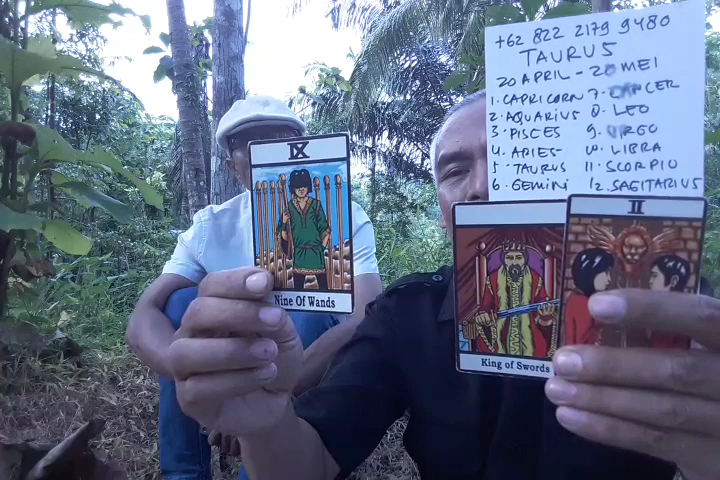 +62 822 2179 9480
TAURUS
20 APRIL - 20 MEI
1. CAPRICORN 7. CANCER
2. AQUARIUS 8. LEO
3. PISCES 9. VIRGO
4. ARIES 10. LIBRA
5 TAURUS 11. SCORPIO
6. GEMINI 12. SAGITARIUS
IX
Nine Of Wands
King of Swords
II